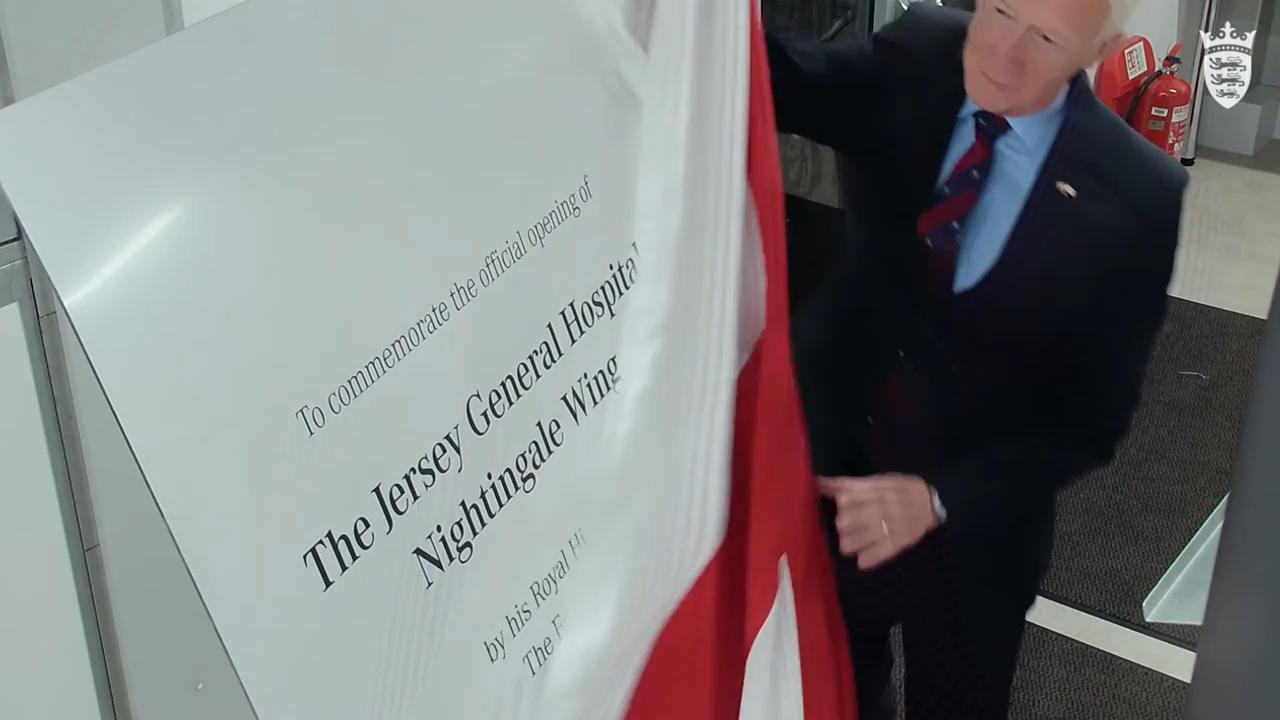 To commemorate the official opening of
The Jersey General Hospital
Nightingale Wing
by his Royal
The